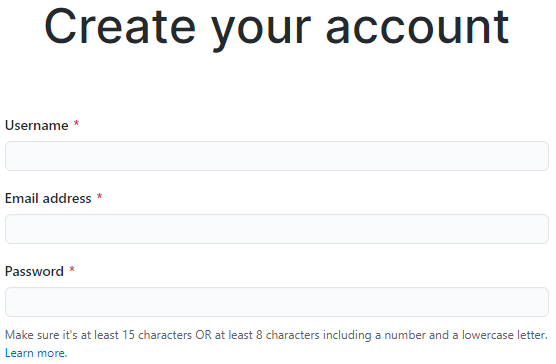 Create your account
Username *
Email address *
Password *
Make sure it's at least 15 characters OR at least 8 characters including a number and a lowercase letter.
Learn more.